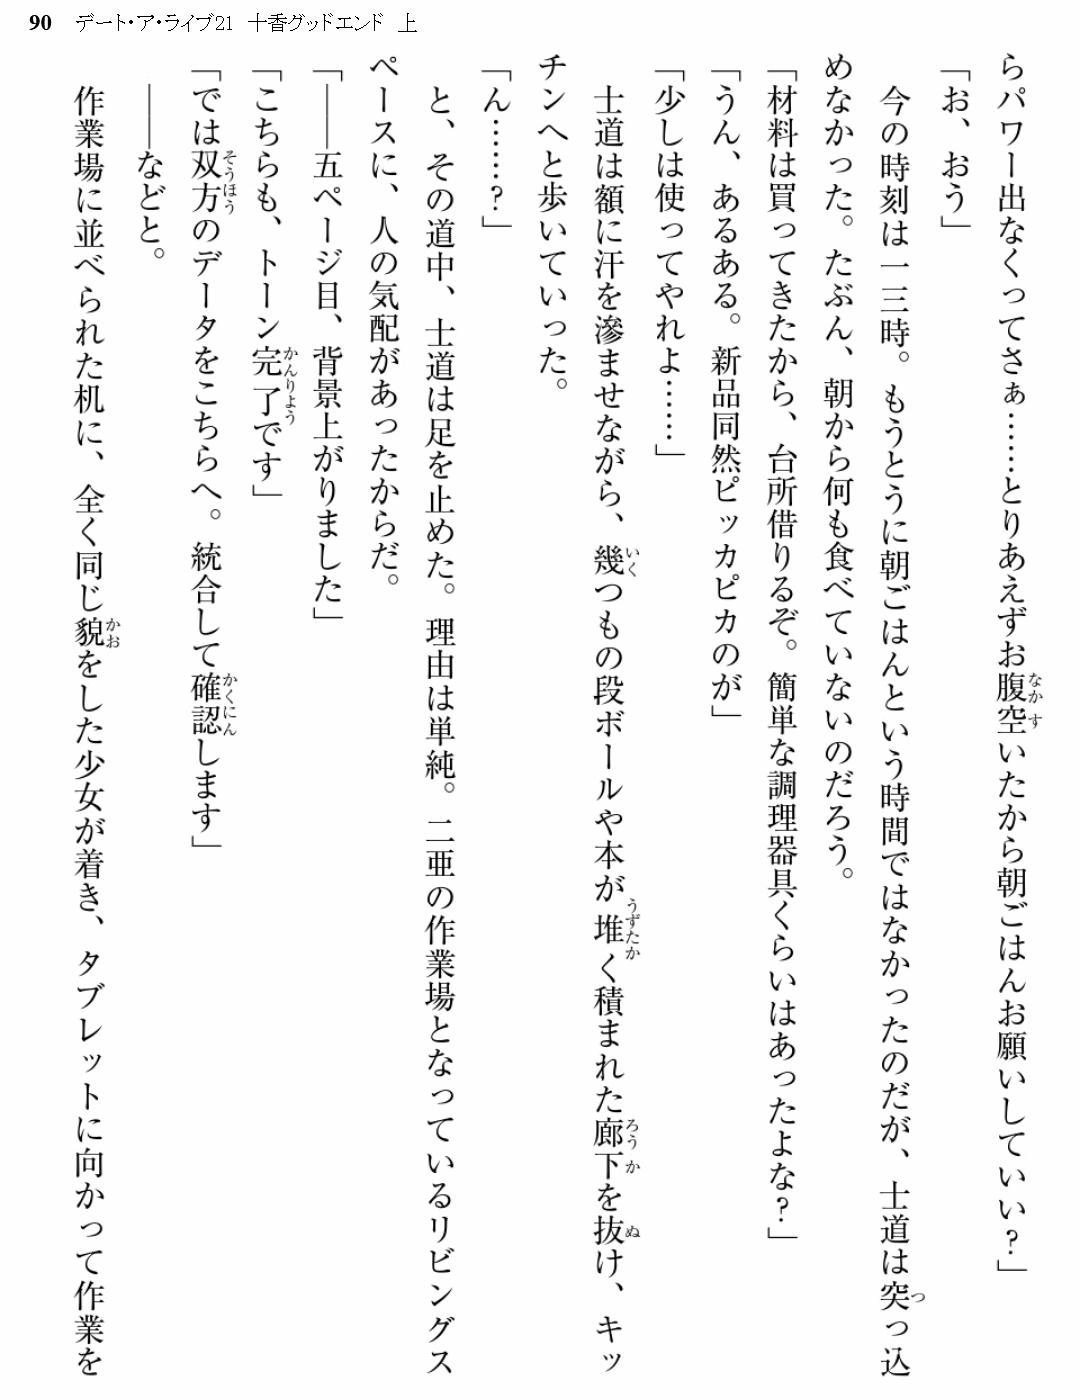 90 デート・ア・ライブ21 十香グッドエンド 上
らパワー出なくってさぁ……とりあえずお腹空いたから朝ごはんお願いしていい?」
「お、おう」
今の時刻は一三時。もうとうに朝ごはんという時間ではなかったのだが、士道は突っ込
めなかった。たぶん、朝から何も食べていないのだろう。
「材料は買ってきたから、台所借りるぞ。簡単な調理器具くらいはあったよな?」
「うん、あるある。新品同然ピッカピカのが」
「少しは使ってやれよ……」
士道は額に汗を滲ませながら、幾つもの段ボールや本が堆く積まれた廊下を抜け、キッ
チンへと歩いていった。
「ん……?」
と、その道中、士道は足を止めた。理由は単純。二亜の作業場となっているリビングス
ペースに、人の気配があったからだ。
「――五ページ目、背景上がりました」
「こちらも、トーン完了です」
「では双方のデータをこちらへ。統合して確認します」
――などと。
作業場に並べられた机に、全く同じ貌をした少女が着き、タブレットに向かって作業を